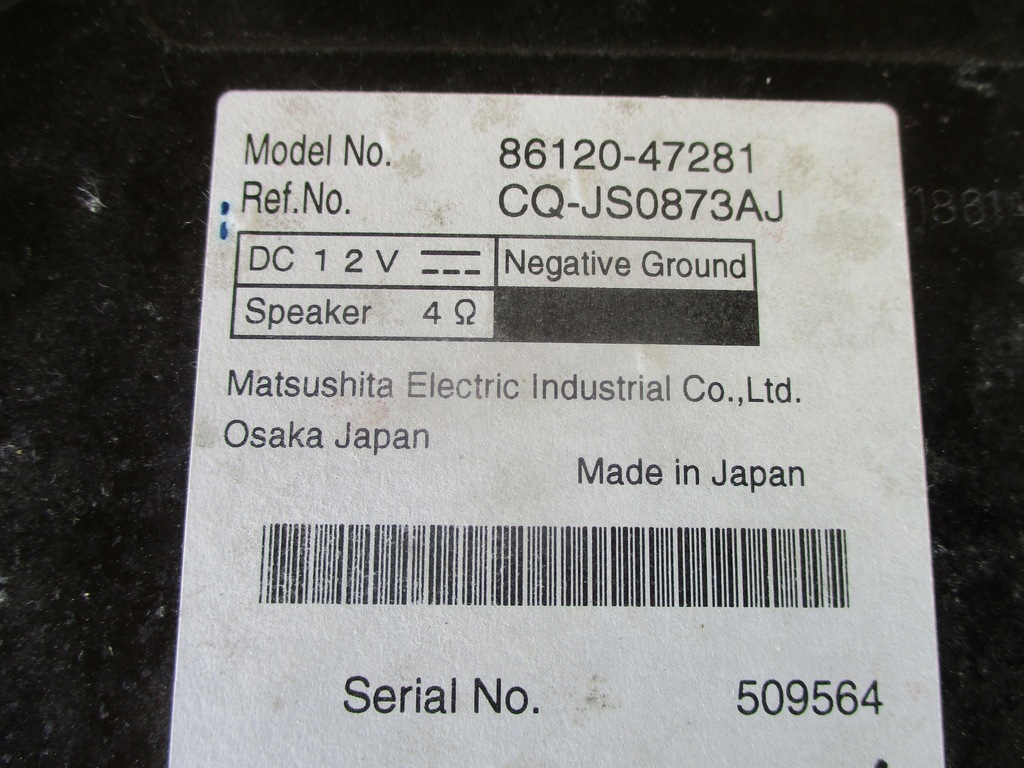 Model No. 86120-47281
Ref.No. CQ-JS0873AJ
DC 12V Negative Ground
Speaker 4Ω
Matsushita Electric Industrial Co.,Ltd.
Osaka Japan
Made in Japan
Serial No. 509564